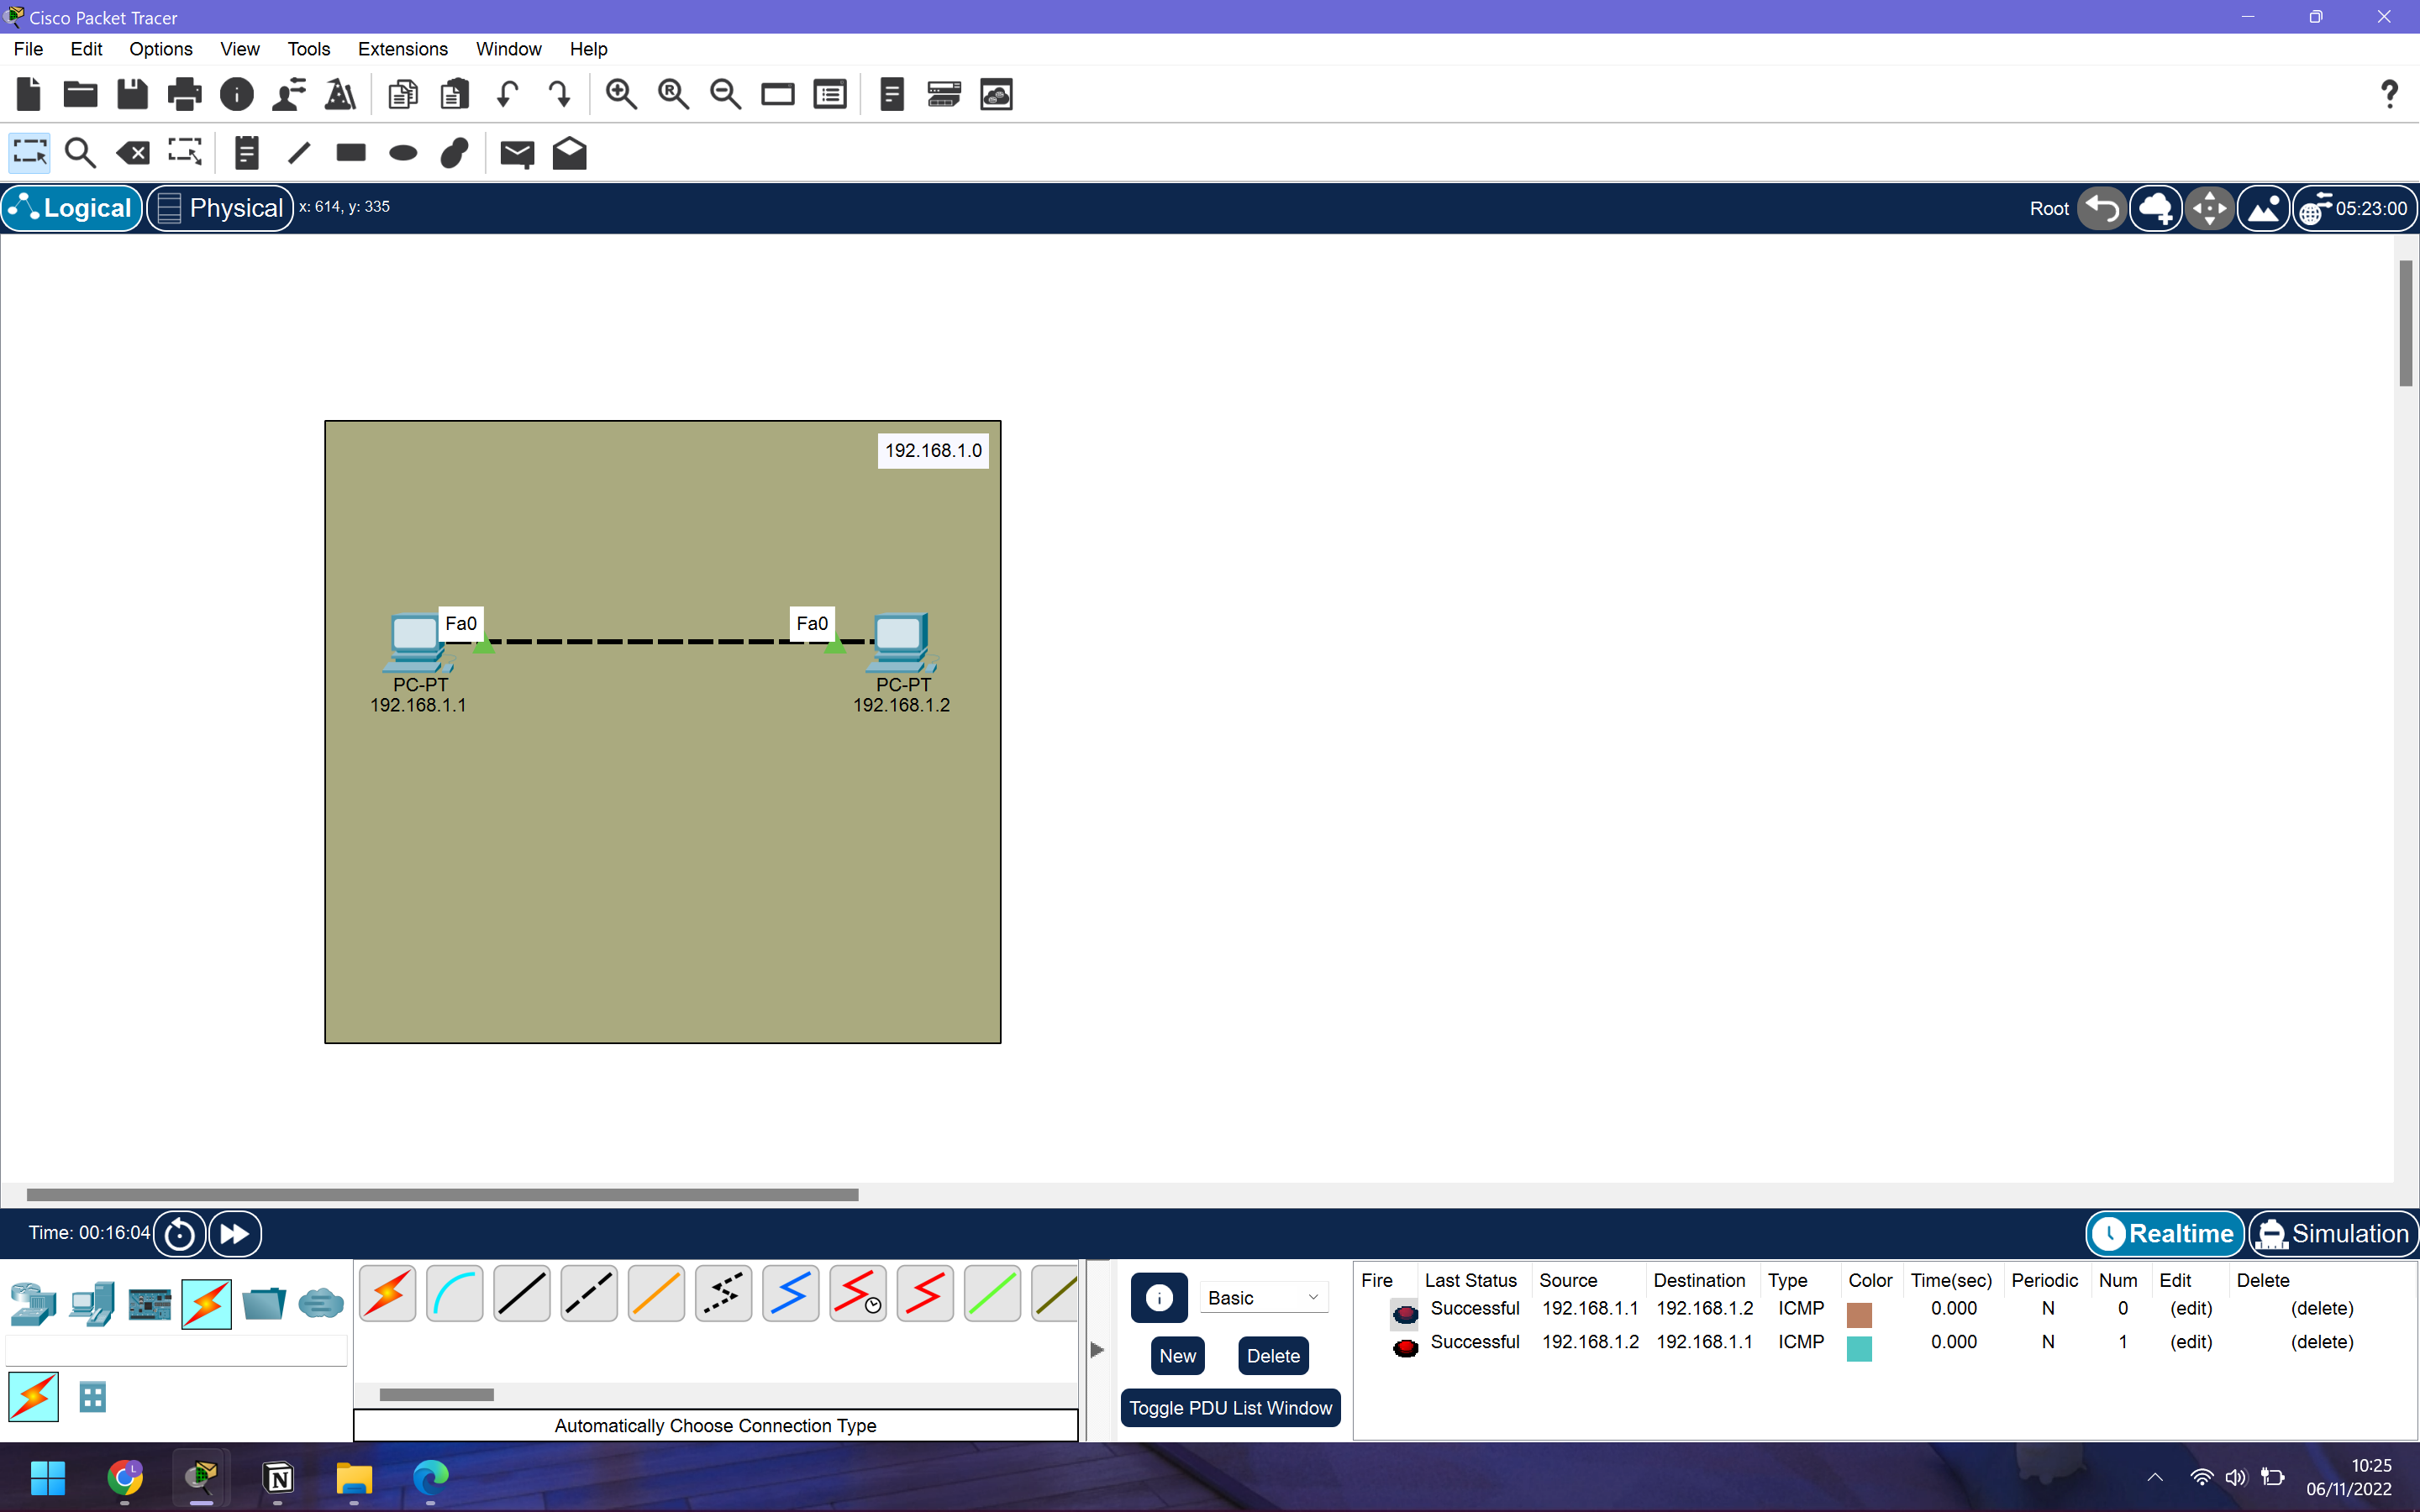 Cisco Packet Tracer
File Edit Options View Tools Extensions Window Help
Logical Physical x: 614, y: 335 Root 05:23:00
192.168.1.0
Fa0 Fa0
PC-PT PC-PT
192.168.1.1 192.168.1.2
Time: 00:16:04 Realtime Simulation
Fire Last Status Source Destination Type Color Time(sec) Periodic Num Edit Delete
Basic
Successful 192.168.1.1 192.168.1.2 ICMP 0.000 N 0 (edit) (delete)
Successful 192.168.1.2 192.168.1.1 ICMP 0.000 N 1 (edit) (delete)
New Delete
Toggle PDU List Window
Automatically Choose Connection Type
10:25
06/11/2022